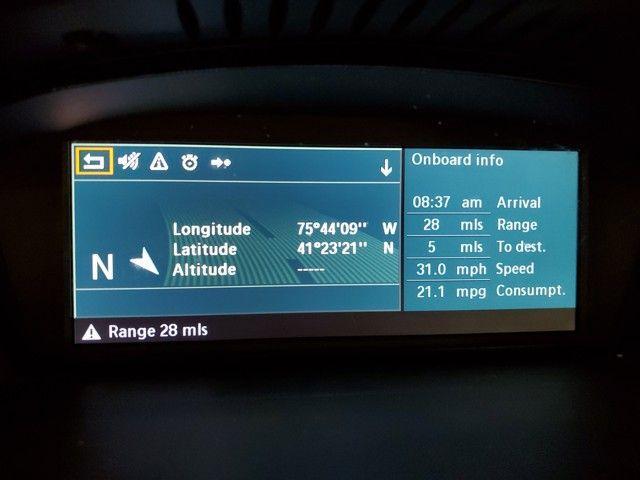 Onboard info
Longitude 75°44'09" W
Latitude 41°23'21" N
Altitude -----
N
08:37 am Arrival
28 mls Range
5 mls To dest.
31.0 mph Speed
21.1 mpg Consumpt.
Range 28 mls